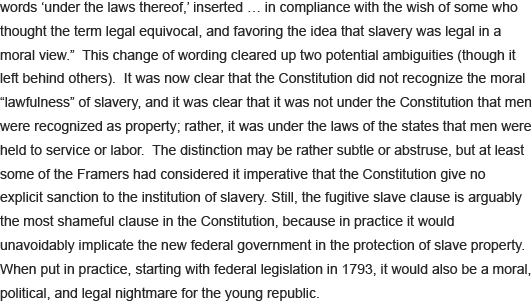 words ‘under the laws thereof,’ inserted … in compliance with the wish of some who
thought the term legal equivocal, and favoring the idea that slavery was legal in a
moral view.”  This change of wording cleared up two potential ambiguities (though it
left behind others).  It was now clear that the Constitution did not recognize the moral
“lawfulness” of slavery, and it was clear that it was not under the Constitution that men
were recognized as property; rather, it was under the laws of the states that men were
held to service or labor.  The distinction may be rather subtle or abstruse, but at least
some of the Framers had considered it imperative that the Constitution give no
explicit sanction to the institution of slavery. Still, the fugitive slave clause is arguably
the most shameful clause in the Constitution, because in practice it would
unavoidably implicate the new federal government in the protection of slave property.
When put in practice, starting with federal legislation in 1793, it would also be a moral,
political, and legal nightmare for the young republic.